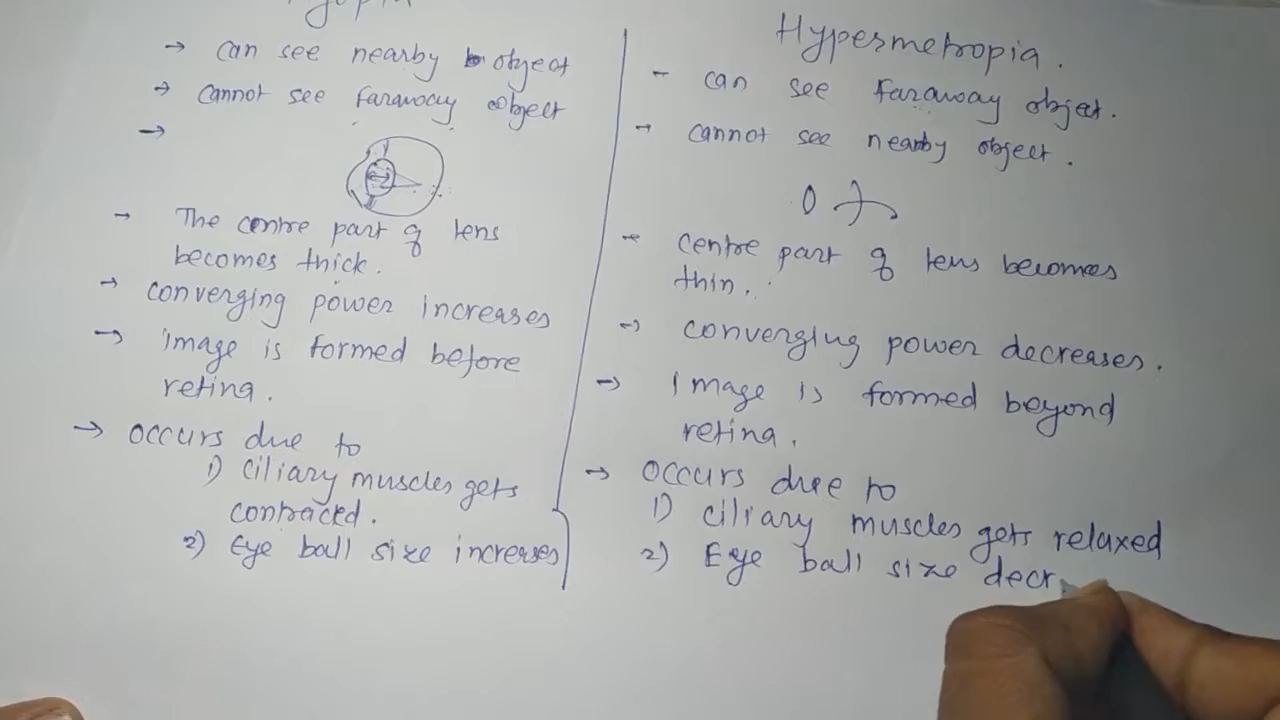 can see nearby object
cannot see faraway object
The centre part of lens
becomes thick.
converging power increases
image is formed before
retina.
occurs due to
1) ciliary muscles gets
contracted.
2) Eye ball size increases
Hypermetropia.
can see faraway object.
cannot see nearby object.
centre part of lens becomes
thin.
converging power decreases.
image is formed beyond
retina.
occurs due to
1) ciliary muscles gets relaxed
2) Eye ball size decr